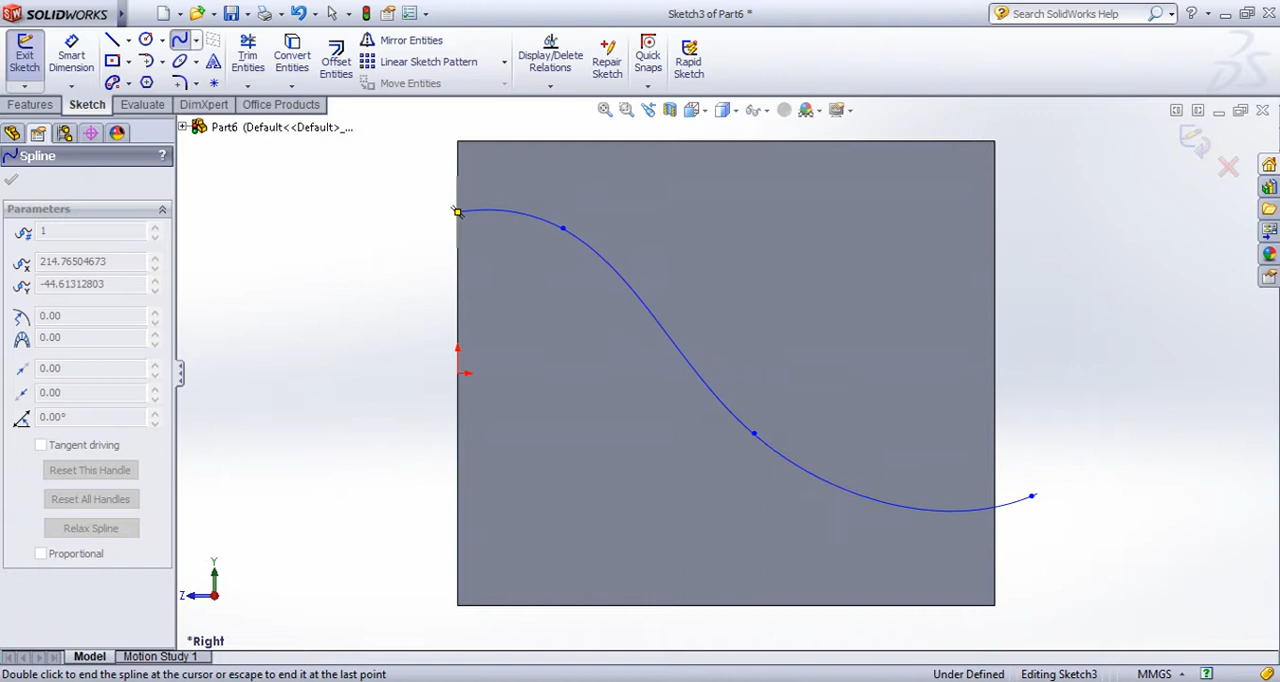 SOLIDWORKS
Sketch3 of Part6 *
Search SolidWorks Help
Exit Sketch
Smart Dimension
Trim Entities
Convert Entities
Offset Entities
Mirror Entities
Linear Sketch Pattern
Move Entities
Display/Delete Relations
Repair Sketch
Quick Snaps
Rapid Sketch
Features
Sketch
Evaluate
DimXpert
Office Products
Part6 (Default<<Default>_...
Spline
?
Parameters
1
214.76504673
-44.61312803
0.00
0.00
0.00
0.00
0.00°
Tangent driving
Reset This Handle
Reset All Handles
Relax Spline
Proportional
Y
Z
*Right
Model
Motion Study 1
Double click to end the spline at the cursor or escape to end it at the last point
Under Defined
Editing Sketch3
MMGS
?